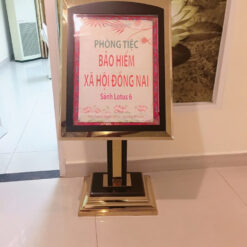 PHÒNG TIỆC
BẢO HIỂM
XÃ HỘI ĐỒNG NAI
Sảnh Lotus 6